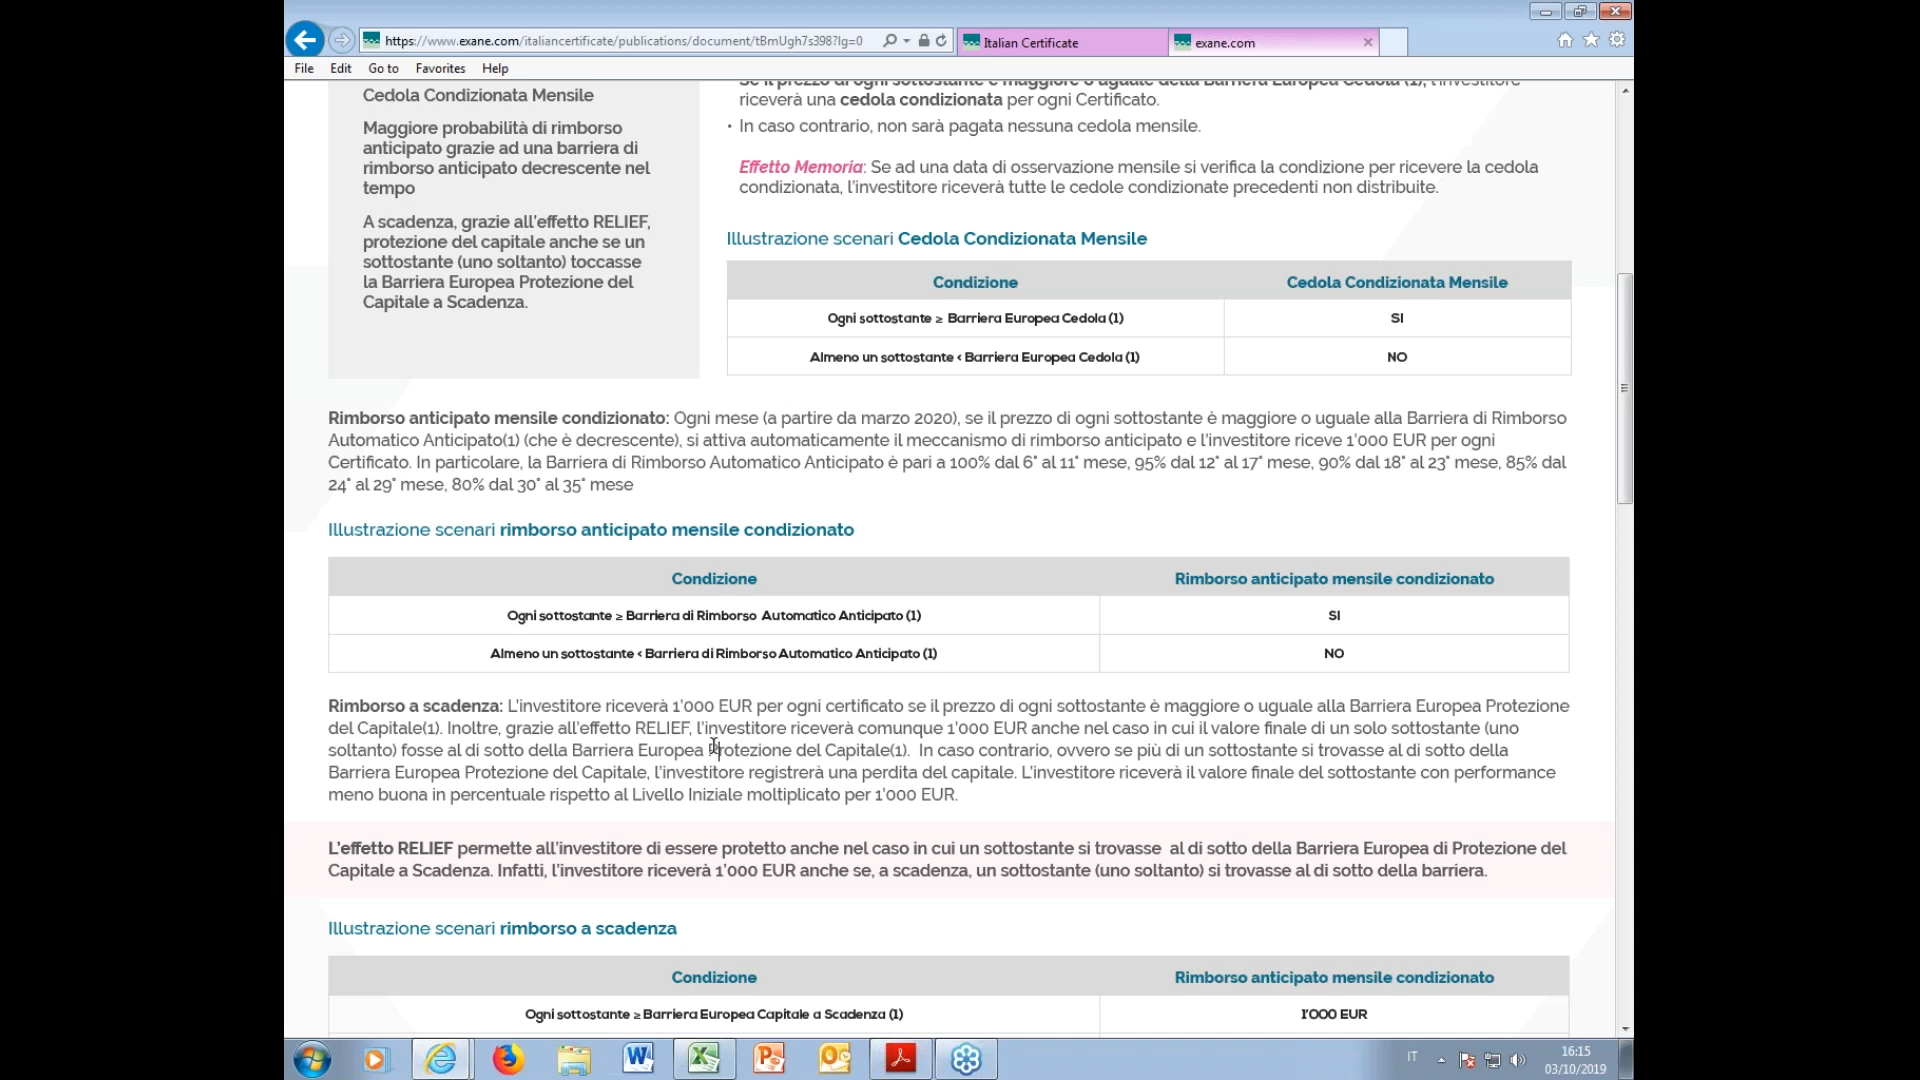 https://www.exane.com/italiancertificate/publications/document/tBmUgh7s398?lg=0
Italian Certificate
exane.com
File Edit Go to Favorites Help
Cedola Condizionata Mensile
Maggiore probabilità di rimborso
anticipato grazie ad una barriera di
rimborso anticipato decrescente nel
tempo
A scadenza, grazie all'effetto RELIEF,
protezione del capitale anche se un
sottostante (uno soltanto) toccasse
la Barriera Europea Protezione del
Capitale a Scadenza.
Se il prezzo di ogni sottostante è maggiore o uguale della Barriera Europea Cedola (1), l'investitore
riceverà una cedola condizionata per ogni Certificato.
• In caso contrario, non sarà pagata nessuna cedola mensile.
Effetto Memoria: Se ad una data di osservazione mensile si verifica la condizione per ricevere la cedola
condizionata, l'investitore riceverà tutte le cedole condizionate precedenti non distribuite.
Illustrazione scenari Cedola Condizionata Mensile
Condizione Cedola Condizionata Mensile
Ogni sottostante ≥ Barriera Europea Cedola (1) SI
Almeno un sottostante < Barriera Europea Cedola (1) NO
Rimborso anticipato mensile condizionato: Ogni mese (a partire da marzo 2020), se il prezzo di ogni sottostante è maggiore o uguale alla Barriera di Rimborso
Automatico Anticipato(1) (che è decrescente), si attiva automaticamente il meccanismo di rimborso anticipato e l'investitore riceve 1'000 EUR per ogni
Certificato. In particolare, la Barriera di Rimborso Automatico Anticipato è pari a 100% dal 6° al 11° mese, 95% dal 12° al 17° mese, 90% dal 18° al 23° mese, 85% dal
24° al 29° mese, 80% dal 30° al 35° mese
Illustrazione scenari rimborso anticipato mensile condizionato
Condizione Rimborso anticipato mensile condizionato
Ogni sottostante ≥ Barriera di Rimborso Automatico Anticipato (1) SI
Almeno un sottostante < Barriera di Rimborso Automatico Anticipato (1) NO
Rimborso a scadenza: L'investitore riceverà 1'000 EUR per ogni certificato se il prezzo di ogni sottostante è maggiore o uguale alla Barriera Europea Protezione
del Capitale(1). Inoltre, grazie all'effetto RELIEF, l'investitore riceverà comunque 1'000 EUR anche nel caso in cui il valore finale di un solo sottostante (uno
soltanto) fosse al di sotto della Barriera Europea Protezione del Capitale(1). In caso contrario, ovvero se più di un sottostante si trovasse al di sotto della
Barriera Europea Protezione del Capitale, l'investitore registrerà una perdita del capitale. L'investitore riceverà il valore finale del sottostante con performance
meno buona in percentuale rispetto al Livello Iniziale moltiplicato per 1'000 EUR.
L'effetto RELIEF permette all'investitore di essere protetto anche nel caso in cui un sottostante si trovasse al di sotto della Barriera Europea di Protezione del
Capitale a Scadenza. Infatti, l'investitore riceverà 1'000 EUR anche se, a scadenza, un sottostante (uno soltanto) si trovasse al di sotto della barriera.
Illustrazione scenari rimborso a scadenza
Condizione Rimborso anticipato mensile condizionato
Ogni sottostante ≥ Barriera Europea Capitale a Scadenza (1) 1'000 EUR
IT
16:15
03/10/2019